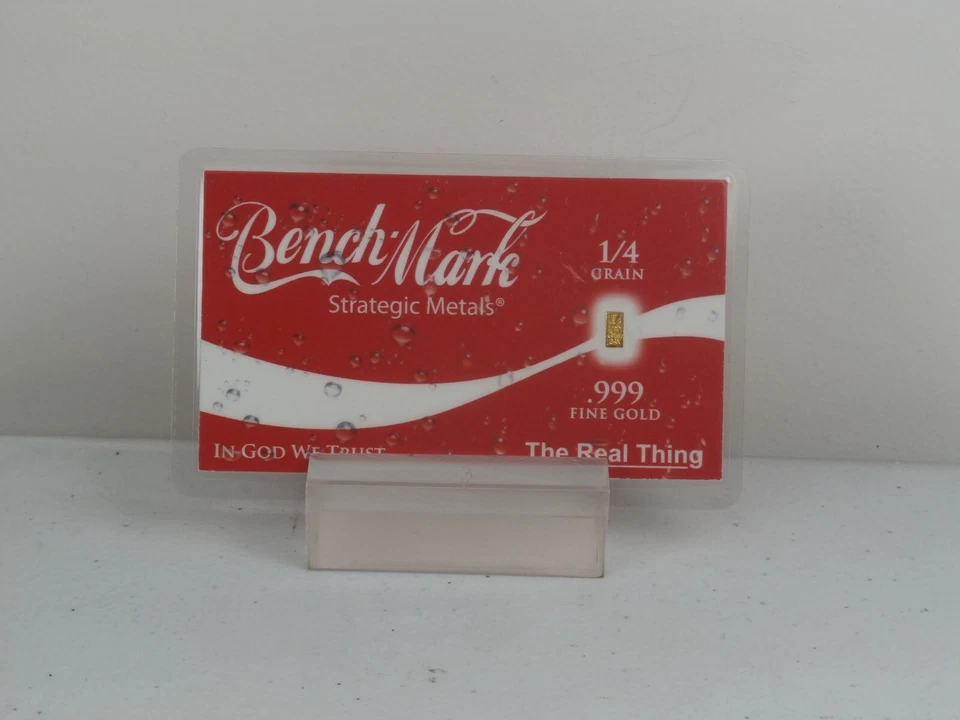 Bench-Mark
Strategic Metals®
1/4
GRAIN
.999
FINE GOLD
IN GOD WE TRUST
The Real Thing